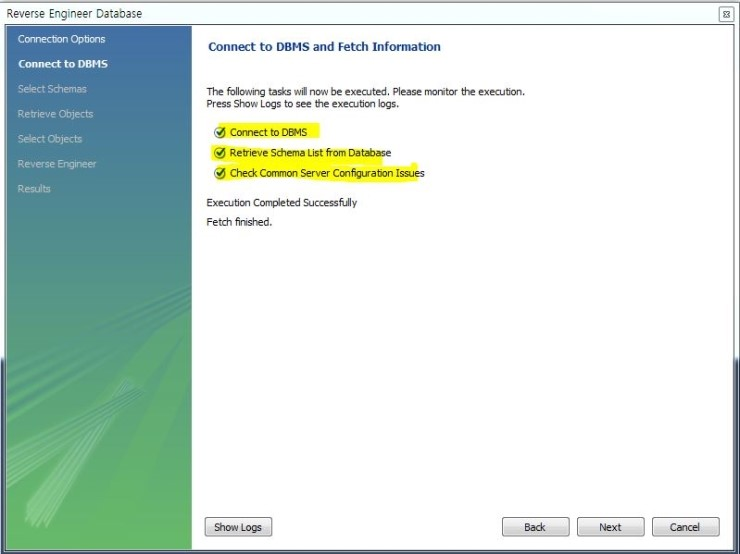 Reverse Engineer Database
Connection Options
Connect to DBMS
Select Schemas
Retrieve Objects
Select Objects
Reverse Engineer
Results
Connect to DBMS and Fetch Information
The following tasks will now be executed. Please monitor the execution.
Press Show Logs to see the execution logs.
Connect to DBMS
Retrieve Schema List from Database
Check Common Server Configuration Issues
Execution Completed Successfully
Fetch finished.
Show Logs
Back
Next
Cancel